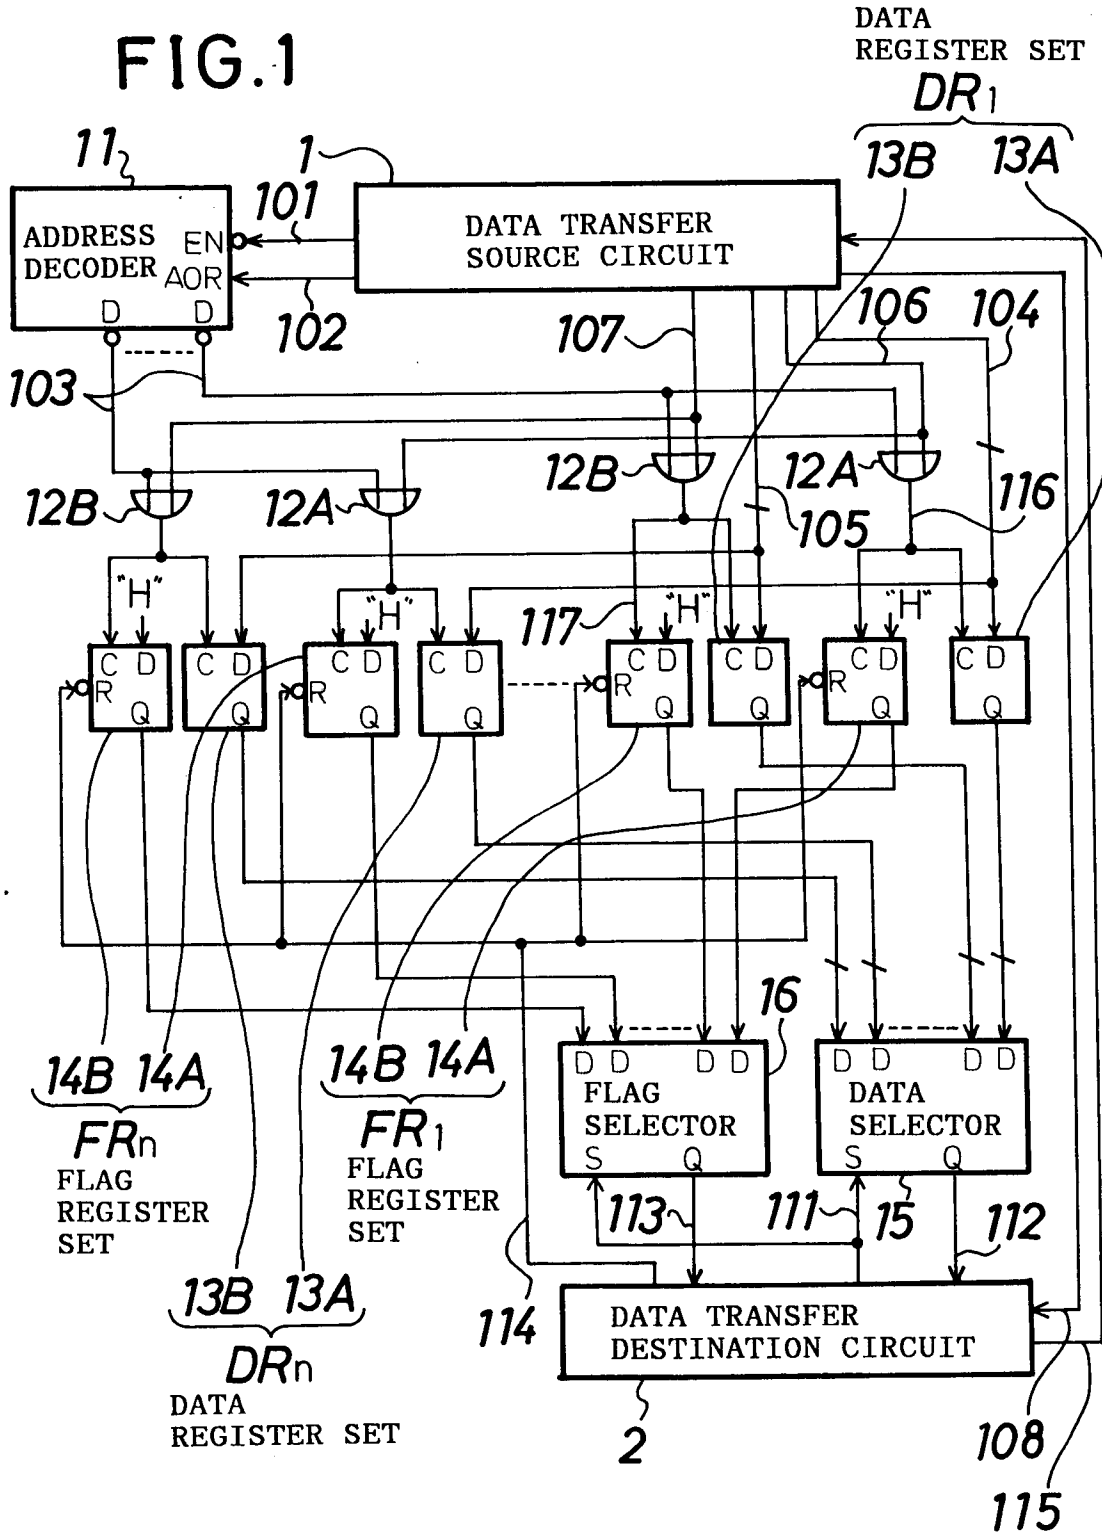 FIG.1
DATA
REGISTER SET
DR1
13B 13A
11
1
ADDRESS
DECODER
EN
AOR
D D
101
102
DATA TRANSFER
SOURCE CIRCUIT
103
107
106
104
12B
12A
12B
12A
105
116
117
"H"
"H"
"H"
"H"
C D
R
Q
C D
Q
C D
R
Q
C D
Q
C D
R
Q
C D
Q
C D
R
Q
C D
Q
16
14B 14A
FRn
FLAG
REGISTER
SET
14B 14A
FR1
FLAG
REGISTER
SET
D D D D
FLAG
SELECTOR
S Q
D D D D
DATA
SELECTOR
S Q
113
111
15
112
13B 13A
DRn
DATA
REGISTER SET
114
DATA TRANSFER
DESTINATION CIRCUIT
2
108
115